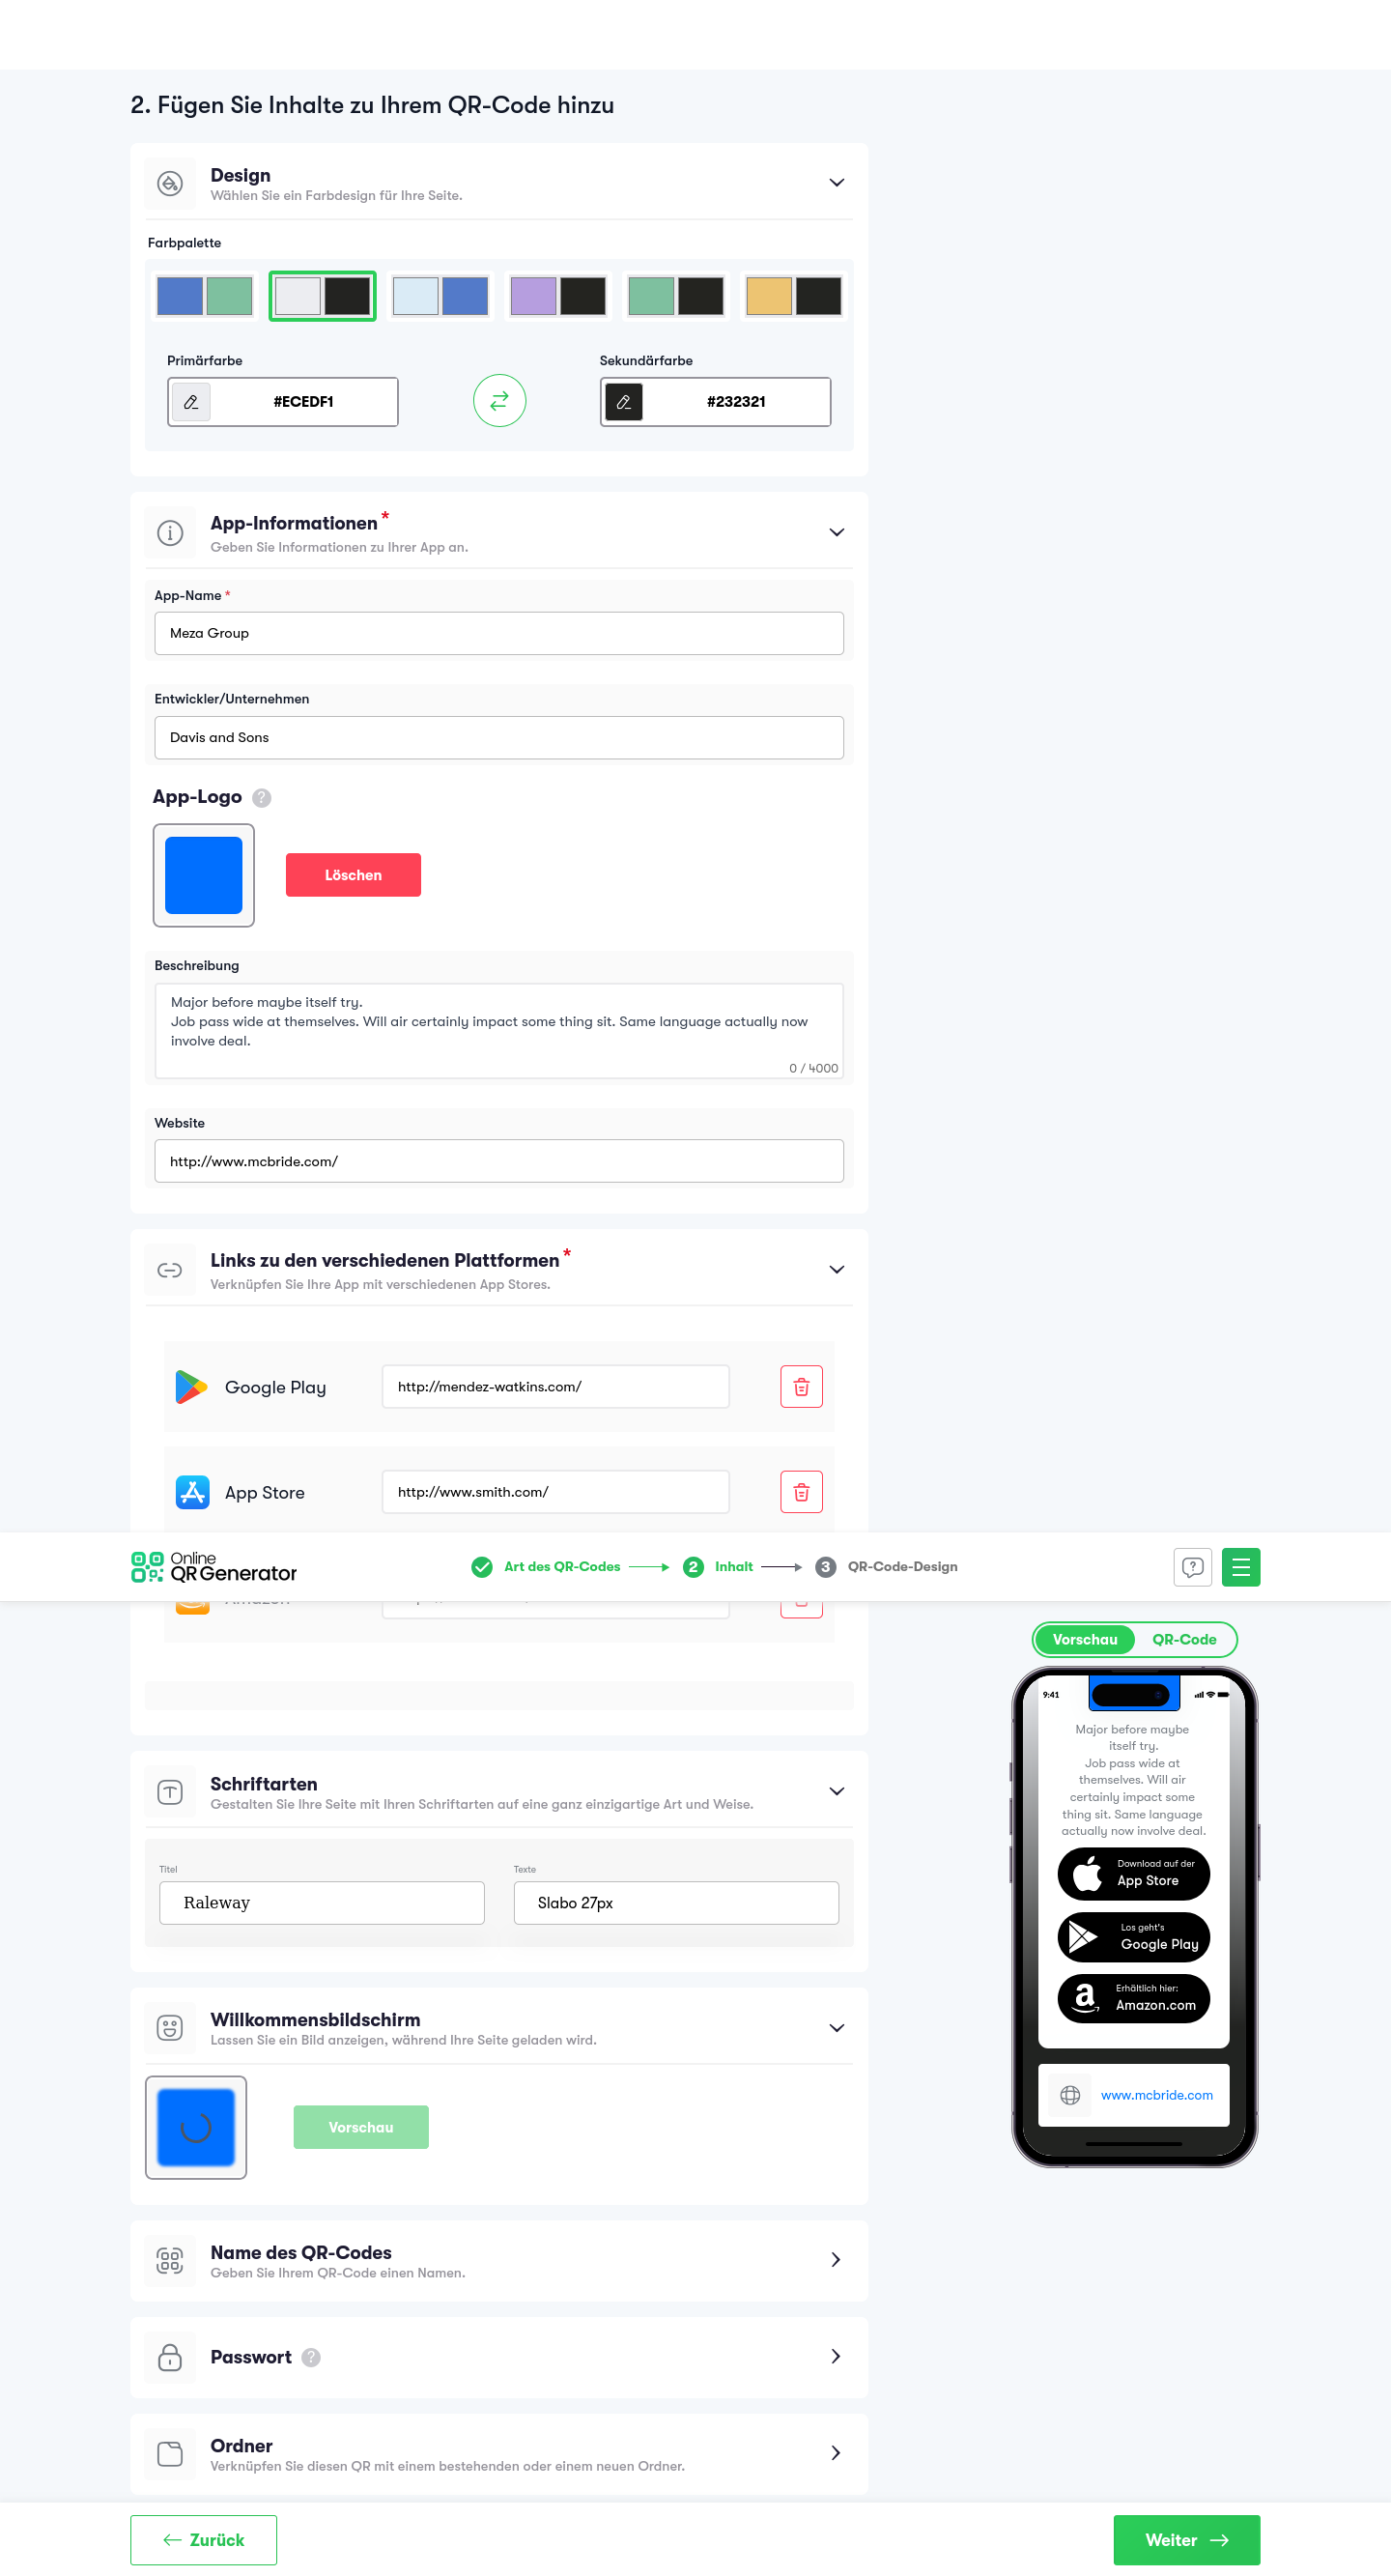 2. Fügen Sie Inhalte zu Ihrem QR-Code hinzu
Design
Wählen Sie ein Farbdesign für Ihre Seite.
Farbpalette
Primärfarbe
Sekundärfarbe
#ECEDF1
#232321
App-Informationen *
Geben Sie Informationen zu Ihrer App an.
App-Name *
Meza Group
Entwickler/Unternehmen
Davis and Sons
App-Logo ?
Löschen
Beschreibung
Major before maybe itself try.
Job pass wide at themselves. Will air certainly impact some thing sit. Same language actually now
involve deal.
0 / 4000
Website
http://www.mcbride.com/
Links zu den verschiedenen Plattformen *
Verknüpfen Sie Ihre App mit verschiedenen App Stores.
Google Play
http://mendez-watkins.com/
App Store
http://www.smith.com/
Online
QR Generator
Art des QR-Codes
2 Inhalt
3 QR-Code-Design
Amazon
Vorschau
QR-Code
9:41
Major before maybe
itself try.
Job pass wide at
themselves. Will air
certainly impact some
thing sit. Same language
actually now involve deal.
Download auf der
App Store
Los geht's
Google Play
Erhältlich hier:
Amazon.com
www.mcbride.com
Schriftarten
Gestalten Sie Ihre Seite mit Ihren Schriftarten auf eine ganz einzigartige Art und Weise.
Titel
Texte
Raleway
Slabo 27px
Willkommensbildschirm
Lassen Sie ein Bild anzeigen, während Ihre Seite geladen wird.
Vorschau
Name des QR-Codes
Geben Sie Ihrem QR-Code einen Namen.
Passwort ?
Ordner
Verknüpfen Sie diesen QR mit einem bestehenden oder einem neuen Ordner.
Zurück
Weiter